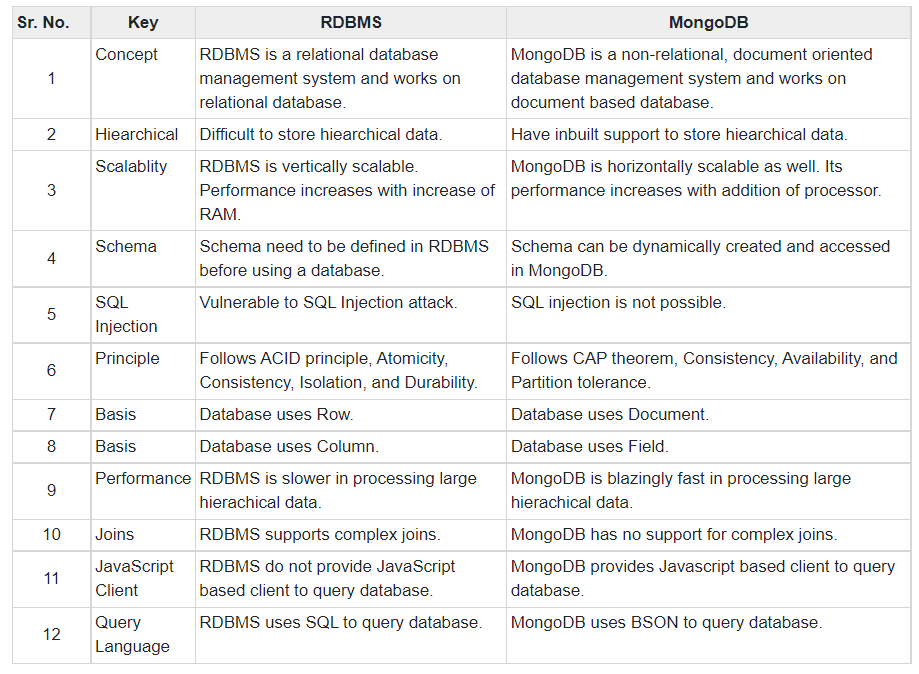 Sr. No. Key RDBMS MongoDB
1 Concept RDBMS is a relational database management system and works on relational database. MongoDB is a non-relational, document oriented database management system and works on document based database.
2 Hiearchical Difficult to store hiearchical data. Have inbuilt support to store hiearchical data.
3 Scalablity RDBMS is vertically scalable. Performance increases with increase of RAM. MongoDB is horizontally scalable as well. Its performance increases with addition of processor.
4 Schema Schema need to be defined in RDBMS before using a database. Schema can be dynamically created and accessed in MongoDB.
5 SQL Injection Vulnerable to SQL Injection attack. SQL injection is not possible.
6 Principle Follows ACID principle, Atomicity, Consistency, Isolation, and Durability. Follows CAP theorem, Consistency, Availability, and Partition tolerance.
7 Basis Database uses Row. Database uses Document.
8 Basis Database uses Column. Database uses Field.
9 Performance RDBMS is slower in processing large hierachical data. MongoDB is blazingly fast in processing large hierachical data.
10 Joins RDBMS supports complex joins. MongoDB has no support for complex joins.
11 JavaScript Client RDBMS do not provide JavaScript based client to query database. MongoDB provides Javascript based client to query database.
12 Query Language RDBMS uses SQL to query database. MongoDB uses BSON to query database.